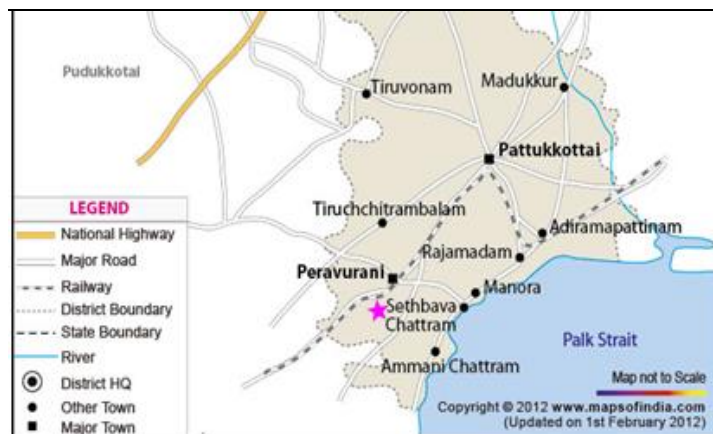 Pudukkotai
Tiruvonam
Madukkur
Pattukkottai
Tiruchchitrambalam
Adiramapattinam
Rajamadam
Peravurani
Manora
Sethbava
Chattram
Ammani Chattram
Palk Strait
LEGEND
National Highway
Major Road
Railway
District Boundary
State Boundary
River
District HQ
Other Town
Major Town
Map not to Scale
Copyright © 2012 www.mapsofindia.com
(Updated on 1st February 2012)